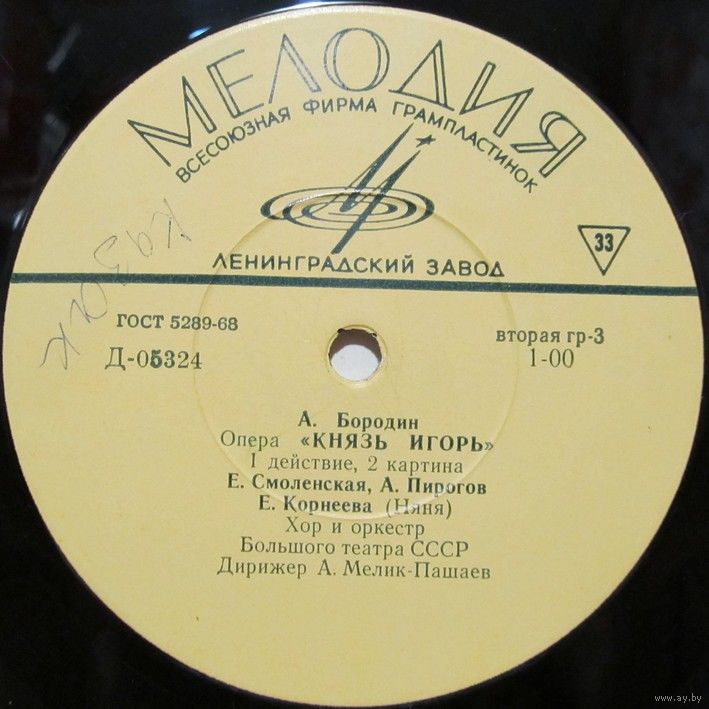 МЕЛОДИЯ
ВСЕСОЮЗНАЯ ФИРМА ГРАМПЛАСТИНОК
ЛЕНИНГРАДСКИЙ ЗАВОД
33
ГОСТ 5289-68
вторая гр-3
Д-05324
1-00
А. Бородин
Опера «КНЯЗЬ ИГОРЬ»
1 действие, 2 картина
Е. Смоленская, А. Пирогов
Е. Корнеева (Няня)
Хор и оркестр
Большого театра СССР
Дирижер А. Мелик-Пашаев
www.ay.by